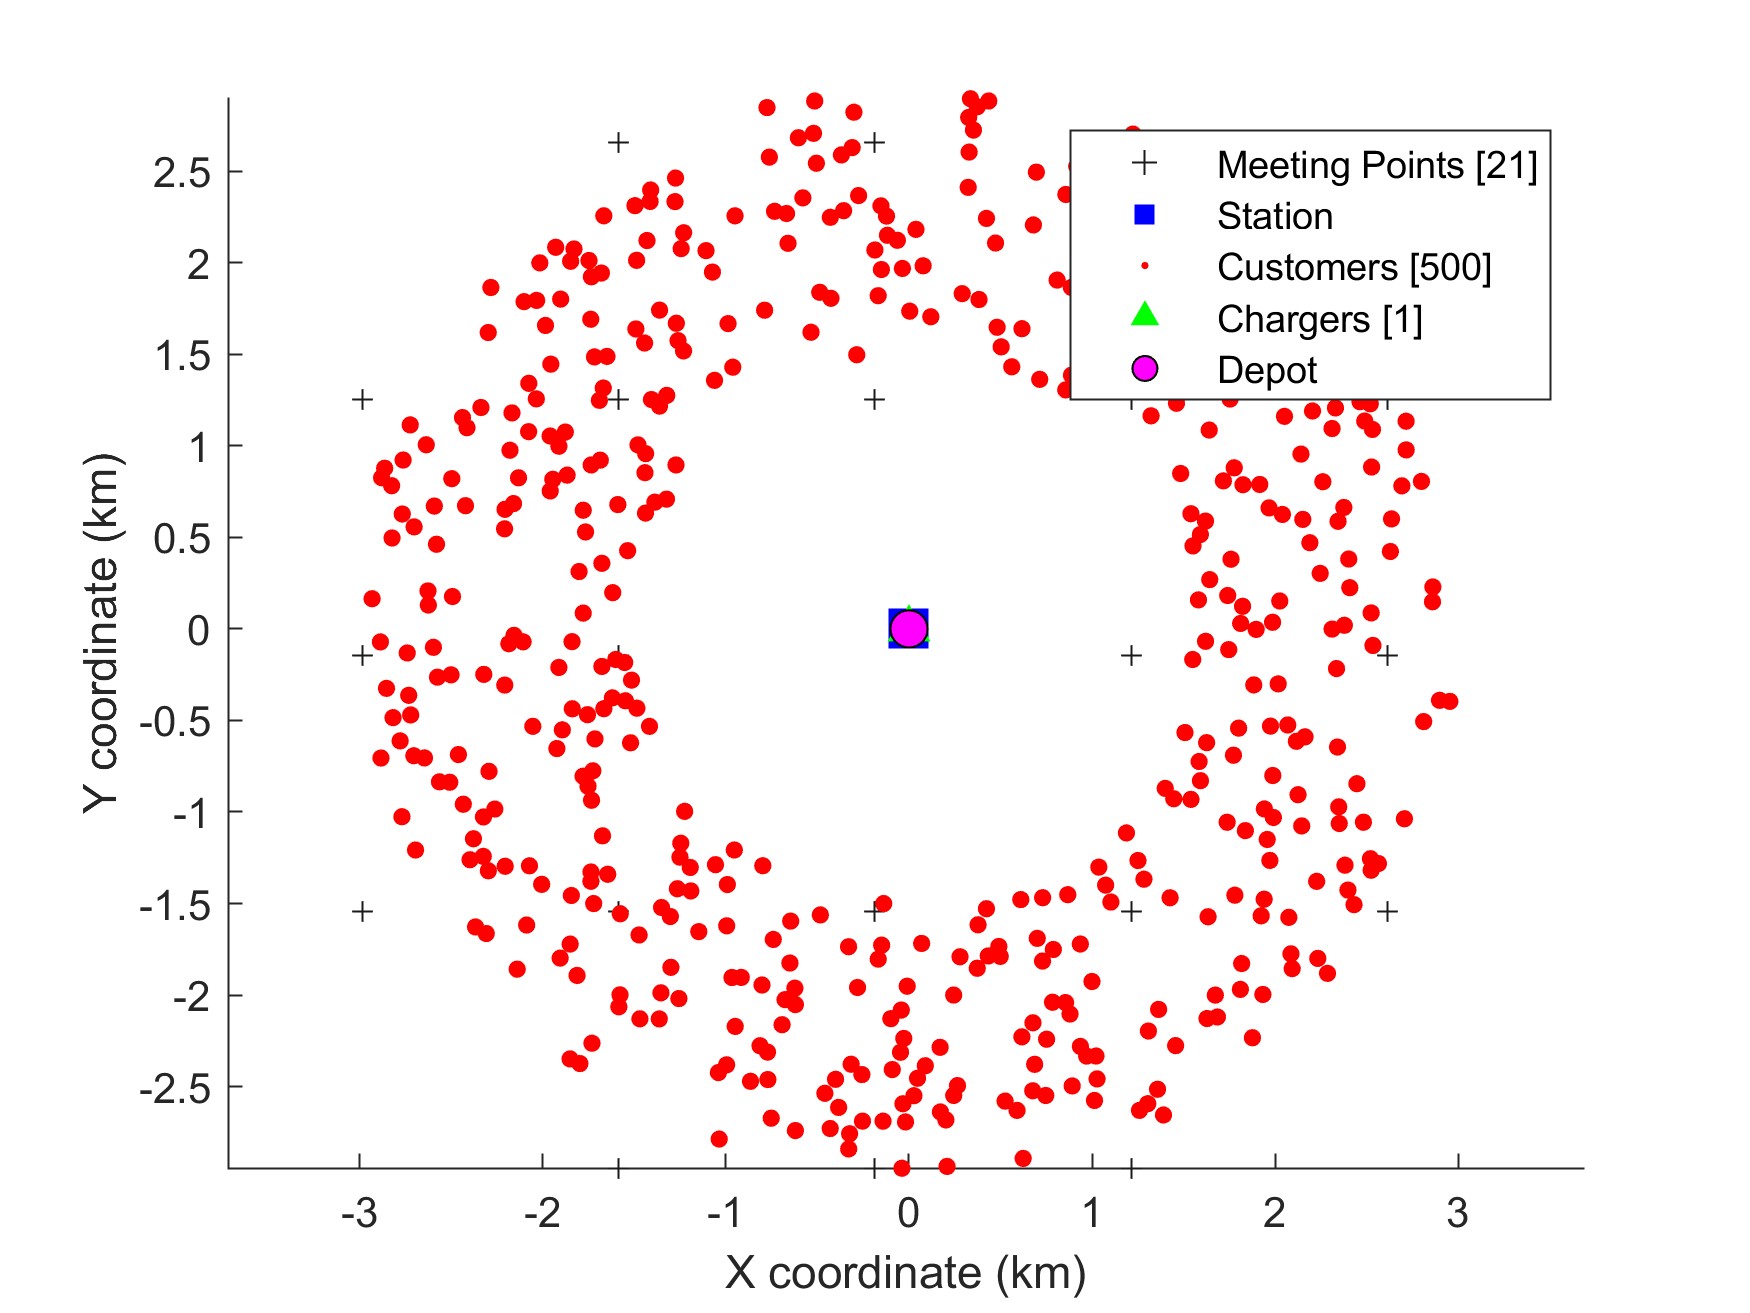 Meeting Points [21]
Station
Customers [500]
Chargers [1]
Depot
2.5
2
1.5
1
0.5
0
-0.5
-1
-1.5
-2
-2.5
Y coordinate (km)
-3 -2 -1 0 1 2 3
X coordinate (km)